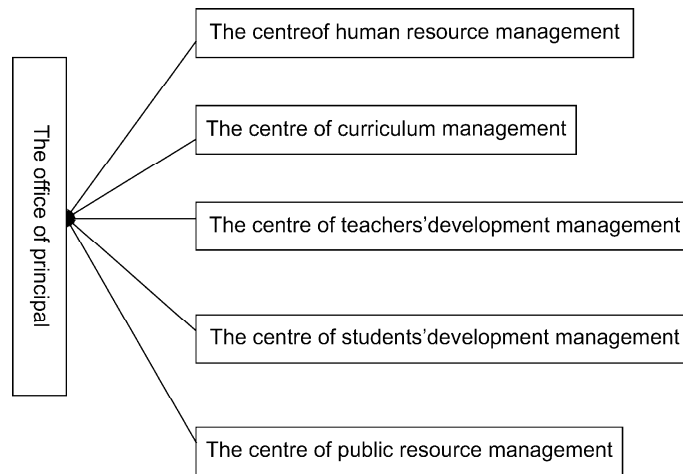 The office of principal
The centreof human resource management
The centre of curriculum management
The centre of teachers’development management
The centre of students’development management
The centre of public resource management